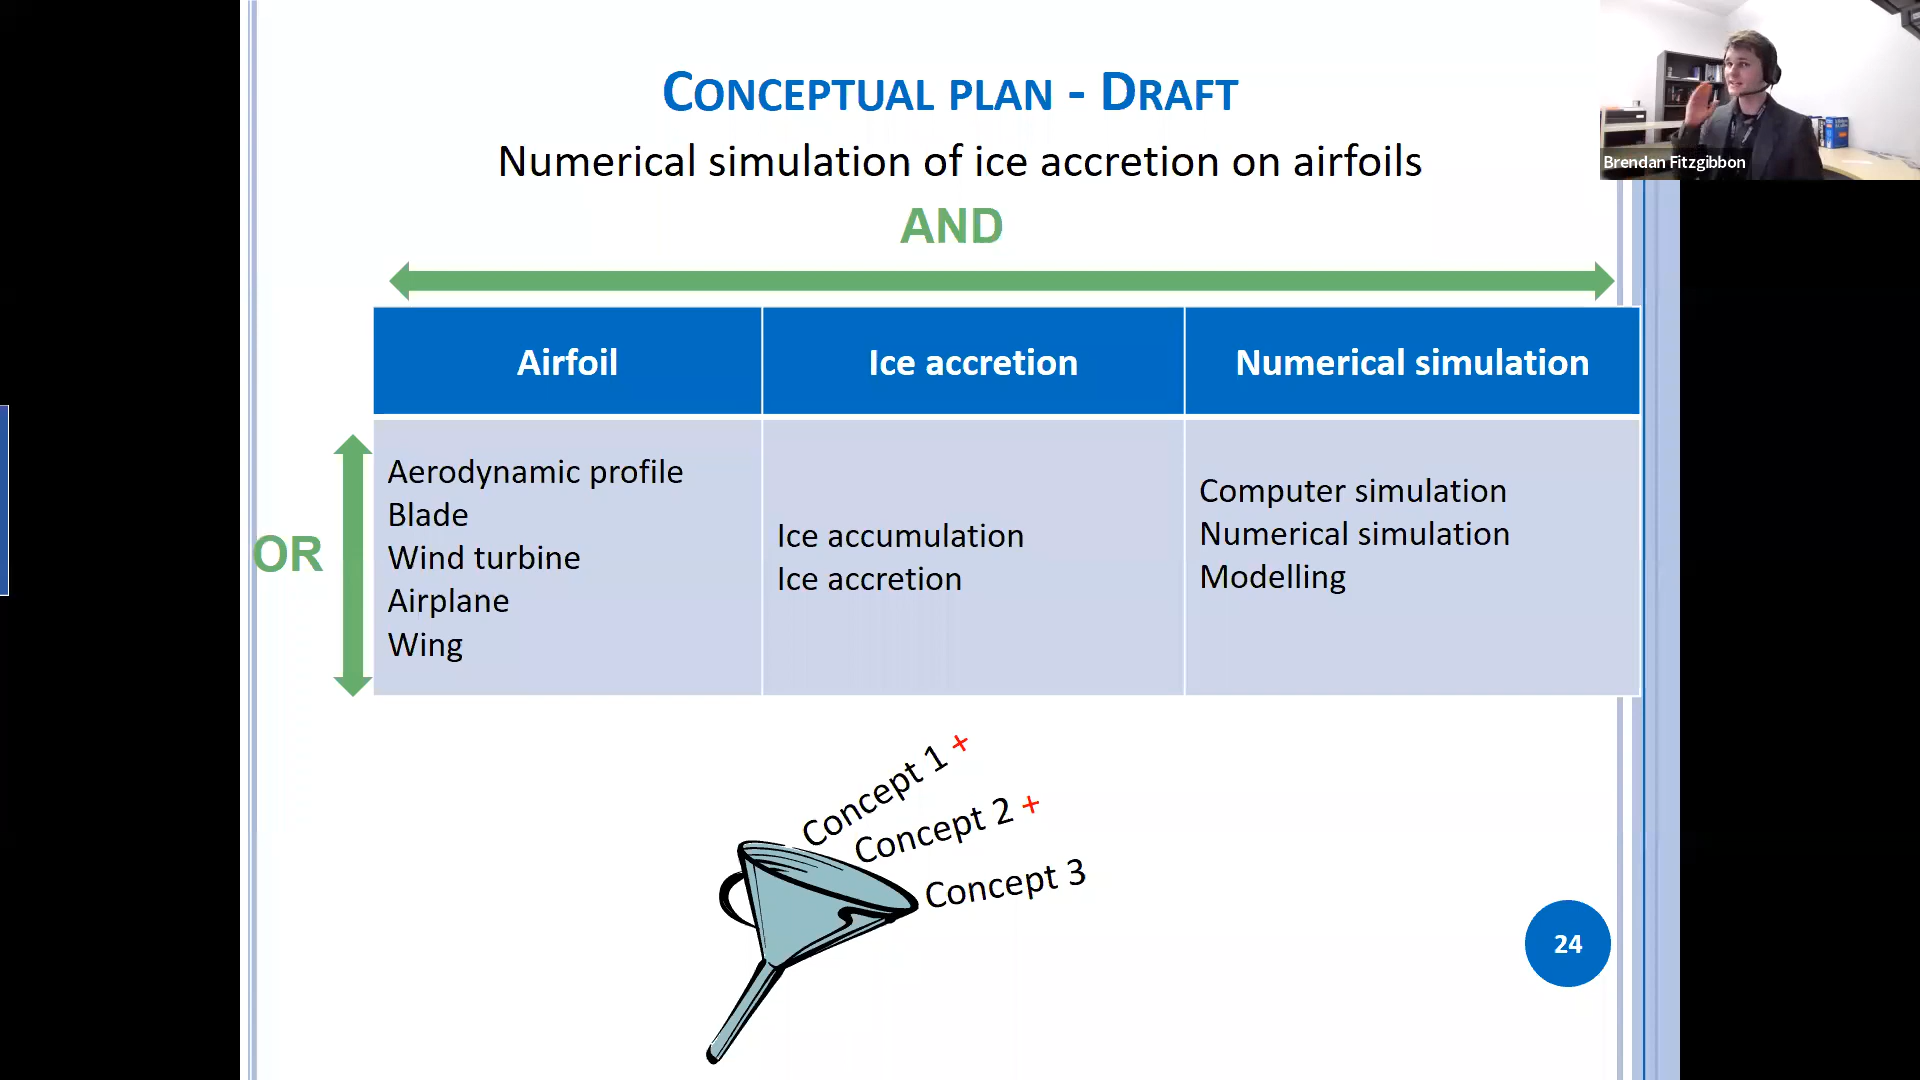 CONCEPTUAL PLAN - DRAFT
Numerical simulation of ice accretion on airfoils
AND
Airfoil
Ice accretion
Numerical simulation
OR
Aerodynamic profile
Blade
Wind turbine
Airplane
Wing
Ice accumulation
Ice accretion
Computer simulation
Numerical simulation
Modelling
Concept 1 +
Concept 2 +
Concept 3
24
Brendan Fitzgibbon